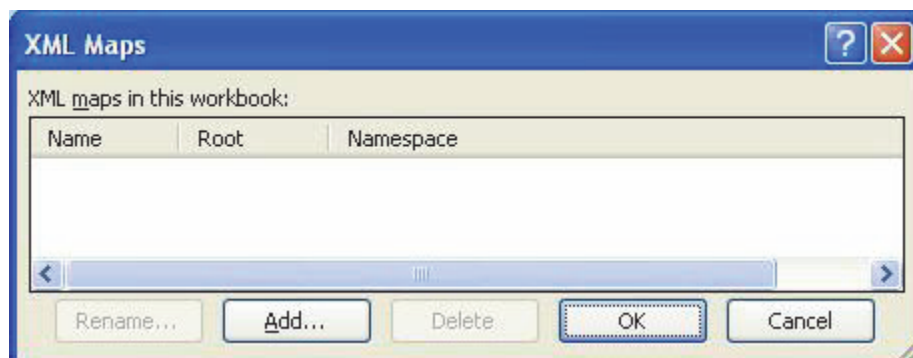 XML Maps
XML maps in this workbook:
Name Root Namespace
Rename... Add... Delete OK Cancel